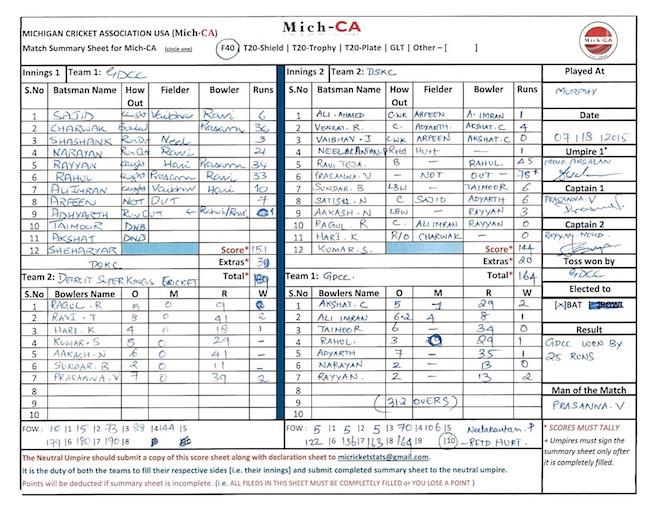 MICHIGAN CRICKET ASSOCIATION USA (Mich-CA)
Mich-CA
Match Summary Sheet for Mich-CA (circle one) F40 | T20-Shield | T20-Trophy | T20-Plate | GLT | Other – [ ]
Innings 1 Team 1: GDCC
S.No Batsman Name How Out Fielder Bowler Runs
1 SAJID Caught Vaibhav Ravi 6
2 CHARWAK Bowled Prasanna 36
3 SHASHANK Run Out Neel 3
4 NARAYAN Run Out Ravi 21
5 RAYYAN Caught Hari Prasanna 34
6 RAHUL Caught Prasanna Ravi 33
7 ALI IMRAN Caught Vaibhav Hari 10
8 ARFEEN NOT OUT 7
9 ADHYARTH Run OUT Rahul/Ravi 1
10 TAIMOOR DNB
11 AKSHAT DNB
12 SHEHARYAR Score* 151
DSKC Extras*
Team 2: DETROIT SUPER KINGS CRICKET Total*
S.No Bowlers Name O M R W
1 RAGUL . R 5 0 9
2 RAVI . T 8 0 41 2
3 HARI . K 4 0 18 1
4 KUMAR . S 5 0 29 -
5 AAKASH . N 6 0 41 -
6 SUNDAR . B 2 0 11 -
7 PRASANNA . V 7 0 39 2
8
9
10
FOW: 10 |1 15 |2 73 |3 88 |4 144 |5
179 |6 180 |7 190 |8
Innings 2 Team 2: DSKC
S.No Batsman Name How Out Fielder Bowler Runs
1 ALI . AHMED C-WK ARFEEN A. IMRAN 1
2 VENKAT . R C. ADYARTH AKSHAT.C 4
3 VAIBHAV . J C-WK ARFEEN AKSHAT.C 0
4 Retd Hurt - 1
5 RAVI TEJA B - RAHUL. 45
6 PRASANNA . V - NOT OUT - 75*
7 SUNDAR . B LBW - TAIMOOR 6
8 SATISH . N C SAJID ADYARTH 6
9 AAKASH . N LBW - RAYYAN 3
10 RAGUL . R C. ALI IMRAN RAYYAN 0
11 HARI . K R/O CHARWAK - 3
12 KUMAR . S . Score* 144
Extras* 20
Team 1: GDCC. Total* 164
S.No Bowlers Name O M R W
1 AKSHAT . C 5 - 29 2
2 ALI IMRAN 6.2 4 8 1
3 TAIMOOR 6 - 34 0
4 RAHUL . 3 29 1
5 ADYARTH 7 - 35 1
6 NARAYAN 2 - 13 0
7 RAYYAN . 2 - 13 2
8
9 (31.2 OVERS)
10
FOW: 5 |1 5 |2 5 |3 70 |4 106 |5 Neelakantan . P
122 |6 136 |7 163 |8 164 |9 110 - RETD HURT.
Played At
MURPHY
Date
07/18/2015
Umpire 1*
ARSALAN
Captain 1
PRASANNA . V
Captain 2
RAYYAN MOHD.
Toss won by
GDCC
Elected to
BAT BOWL
Result
GDCC WON BY
25 RUNS
Man of the Match
PRASANNA . V
* SCORES MUST TALLY
+ Umpires must sign the summary sheet only after it is completely filled.
The Neutral Umpire should submit a copy of this score sheet along with declaration sheet to micricketstats@gmail.com.
It is the duty of both the teams to fill their respective sides [i.e. their innings] and submit completed summary sheet to the neutral umpire.
Points will be deducted if summary sheet is incomplete. (i.e. ALL FILEDS IN THIS SHEET MUST BE COMPLETELY FILLED or YOU LOSE A POINT )